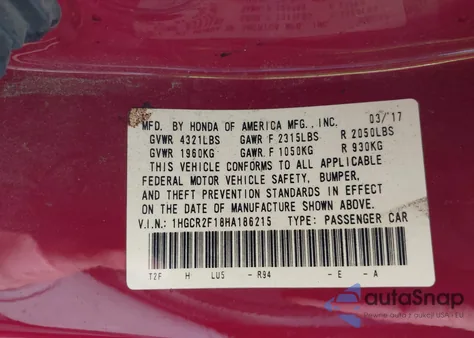 MFD. BY HONDA OF AMERICA MFG., INC. 03/17
GVWR 4321LBS GAWR F 2315LBS R 2050LBS
GVWR 1960KG GAWR F 1050KG R 930KG
THIS VEHICLE CONFORMS TO ALL APPLICABLE
FEDERAL MOTOR VEHICLE SAFETY, BUMPER,
AND THEFT PREVENTION STANDARDS IN EFFECT
ON THE DATE OF MANUFACTURE SHOWN ABOVE.
V.I.N.: 1HGCR2F18HA186215 TYPE: PASSENGER CAR
T2F H LU5 - R94 - E - A
autoSnap